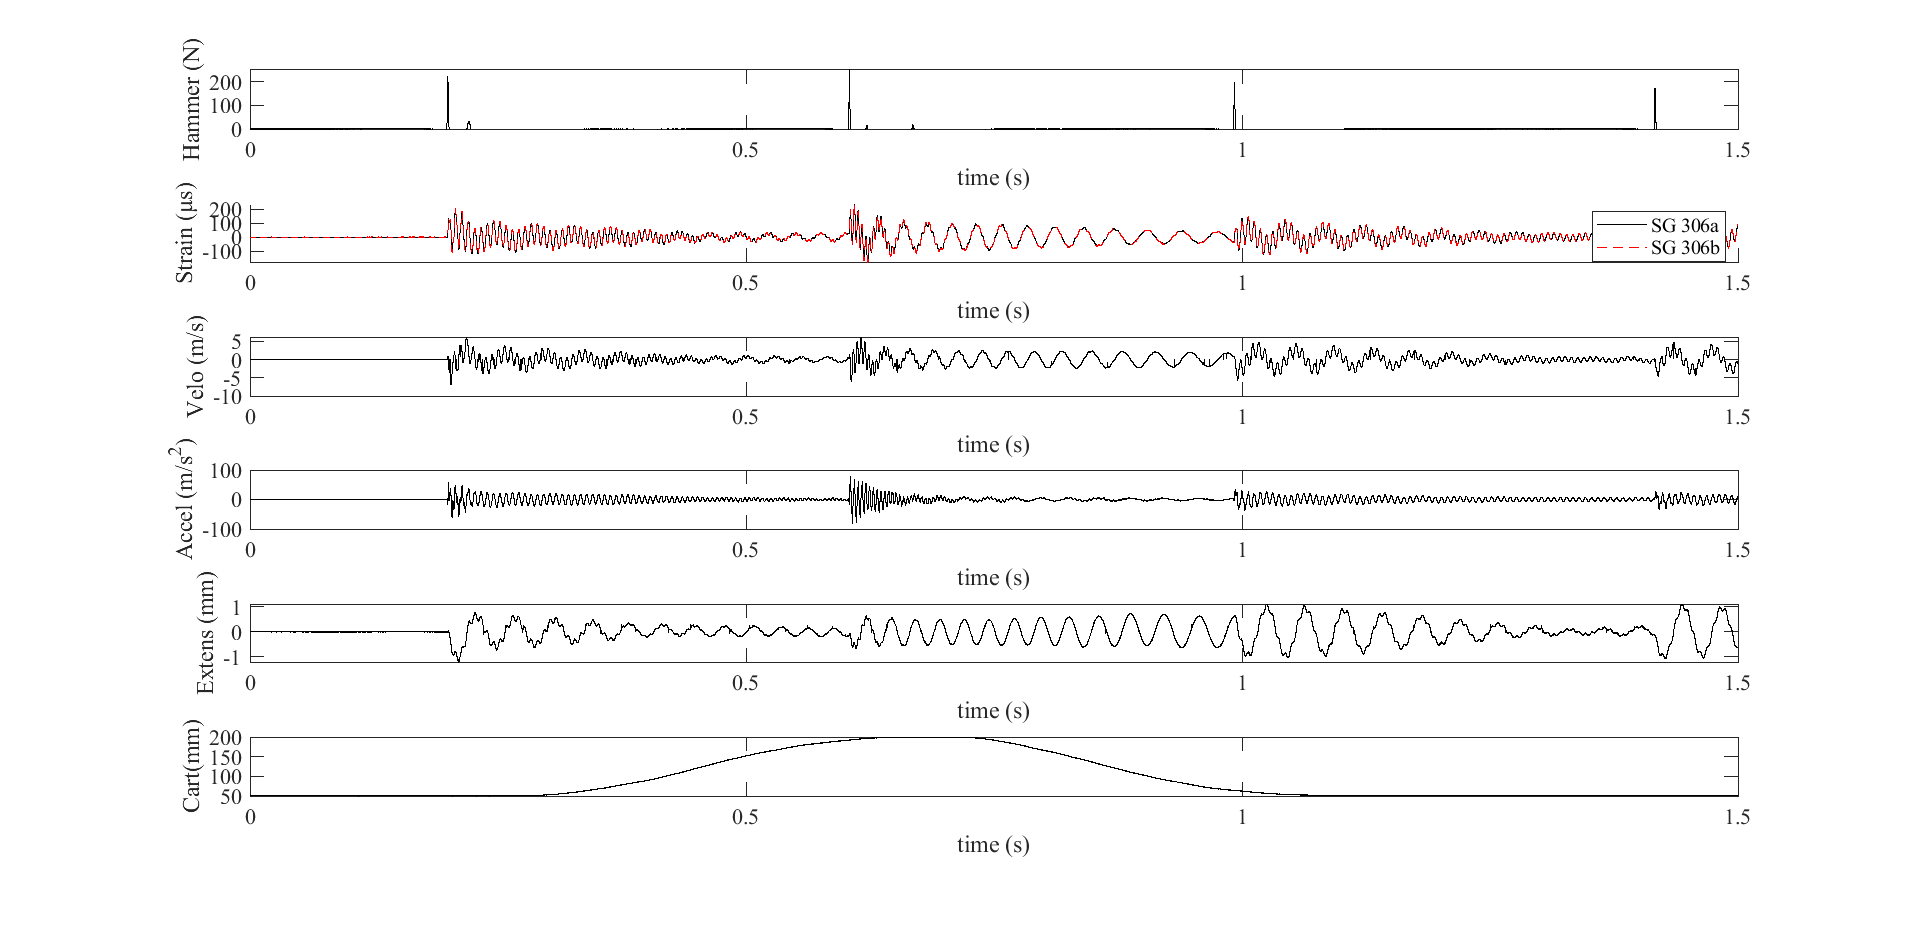 Hammer (N)
200
100
0
0 0.5 1 1.5
time (s)
Strain (μs)
200
100
0
-100
SG 306a
SG 306b
0 0.5 1 1.5
time (s)
Velo (m/s)
5
0
-5
-10
0 0.5 1 1.5
time (s)
Accel (m/s²)
100
0
-100
0 0.5 1 1.5
time (s)
Extens (mm)
1
0
-1
0 0.5 1 1.5
time (s)
Cart(mm)
200
150
100
50
0 0.5 1 1.5
time (s)